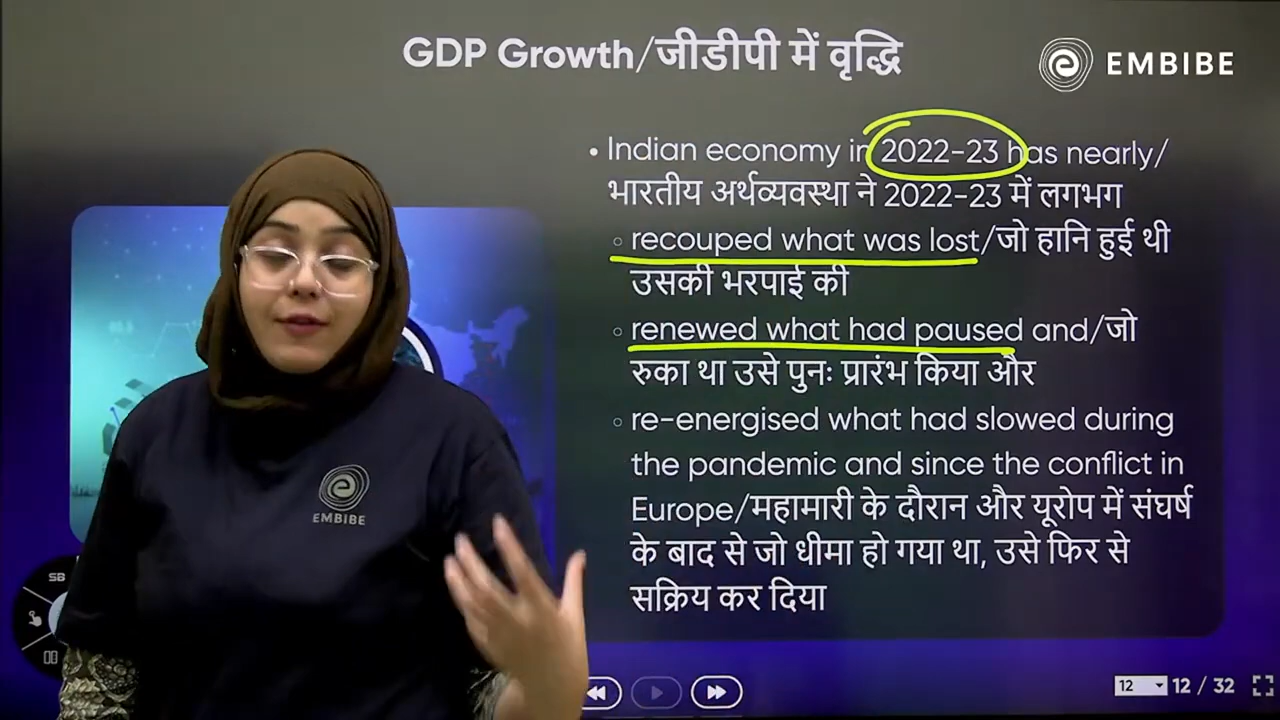 GDP Growth/जीडीपी में वृद्धि
EMBIBE
• Indian economy in 2022-23 has nearly/
भारतीय अर्थव्यवस्था ने 2022-23 में लगभग
◦ recouped what was lost/जो हानि हुई थी
उसकी भरपाई की
◦ renewed what had paused and/जो
रुका था उसे पुनः प्रारंभ किया और
◦ re-energised what had slowed during
the pandemic and since the conflict in
Europe/महामारी के दौरान और यूरोप में संघर्ष
के बाद से जो धीमा हो गया था, उसे फिर से
सक्रिय कर दिया
EMBIBE
SB
12 12 / 32